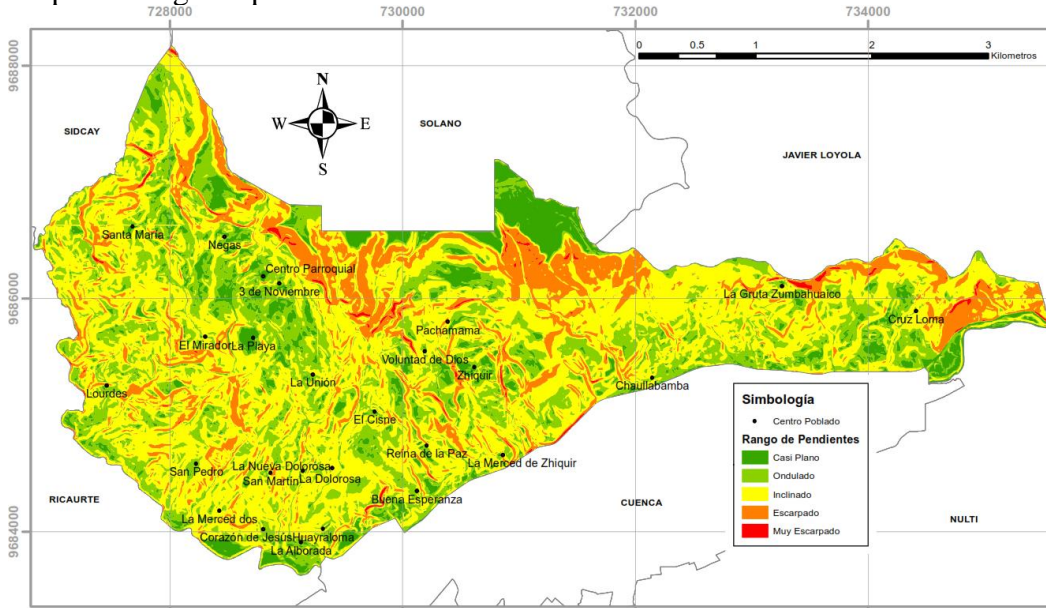 728000 730000 732000 734000
9688000
9686000
9684000
0 0.5 1 2 3
Kilometros
N
W E
S
SIDCAY
SOLANO
JAVIER LOYOLA
Santa María
Negas
Centro Parroquial
3 de Noviembre
La Gruta Zumbahuaico
Cruz Loma
Pachamama
El Mirador
La Playa
Voluntad de Dios
Zhiquir
La Unión
Chaullabamba
Lourdes
El Cisne
Reina de la Paz
La Merced de Zhiquir
San Pedro
La Nueva Dolorosa
San Martín
La Dolorosa
Buena Esperanza
RICAURTE
CUENCA
NULTI
La Merced dos
Corazón de Jesús
Huayraloma
La Alborada
Simbología
Centro Poblado
Rango de Pendientes
Casi Plano
Ondulado
Inclinado
Escarpado
Muy Escarpado
728000 730000 732000 734000